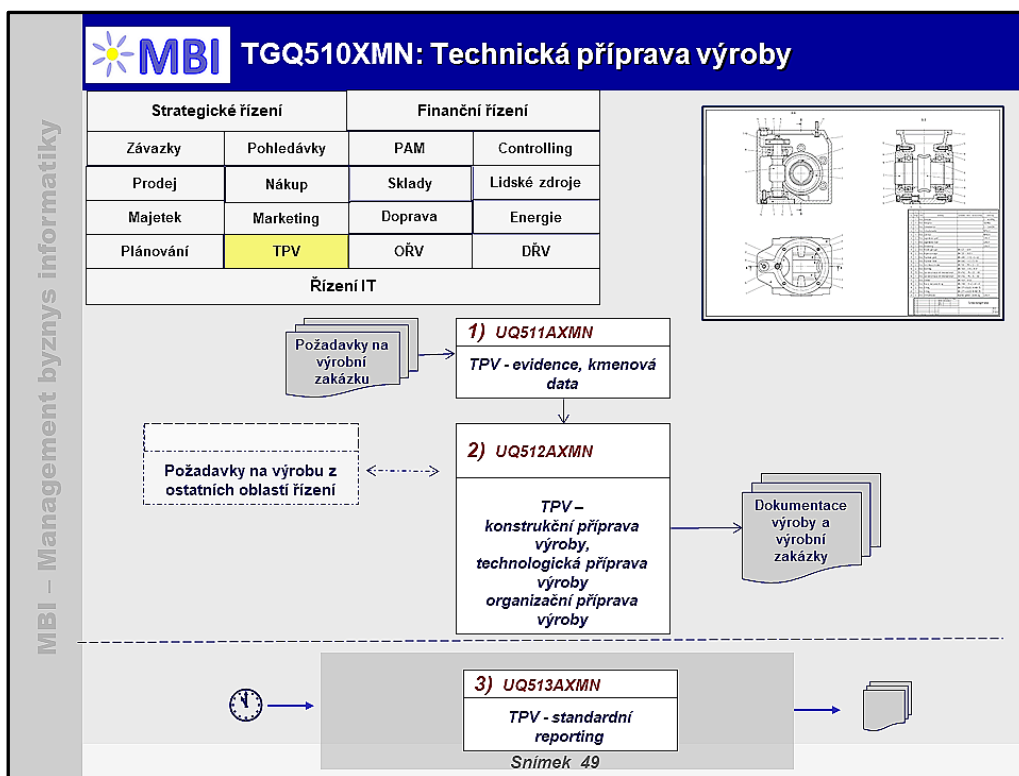 MBI
TGQ510XMN: Technická příprava výroby
MBI – Management byznys informatiky
Strategické řízení
Finanční řízení
Závazky
Pohledávky
PAM
Controlling
Prodej
Nákup
Sklady
Lidské zdroje
Majetek
Marketing
Doprava
Energie
Plánování
TPV
OŘV
DŘV
Řízení IT
Požadavky na
výrobní
zakázku
1) UQ511AXMN
TPV - evidence, kmenová
data
Požadavky na výrobu z
ostatních oblastí řízení
2) UQ512AXMN
TPV –
konstrukční příprava
výroby,
technologická příprava
výroby
organizační příprava
výroby
Dokumentace
výroby a
výrobní
zakázky
3) UQ513AXMN
TPV - standardní
reporting
Snímek 49